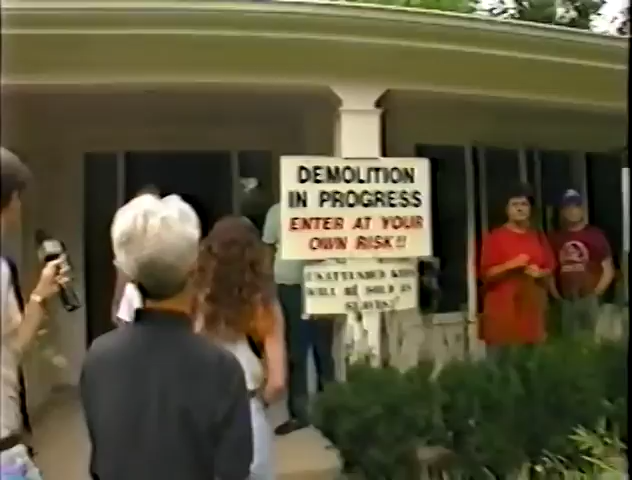 DEMOLITION
IN PROGRESS
ENTER AT YOUR
OWN RISK!!
UNATTENDED KIDS
WILL BE SOLD AS
SLAVES!